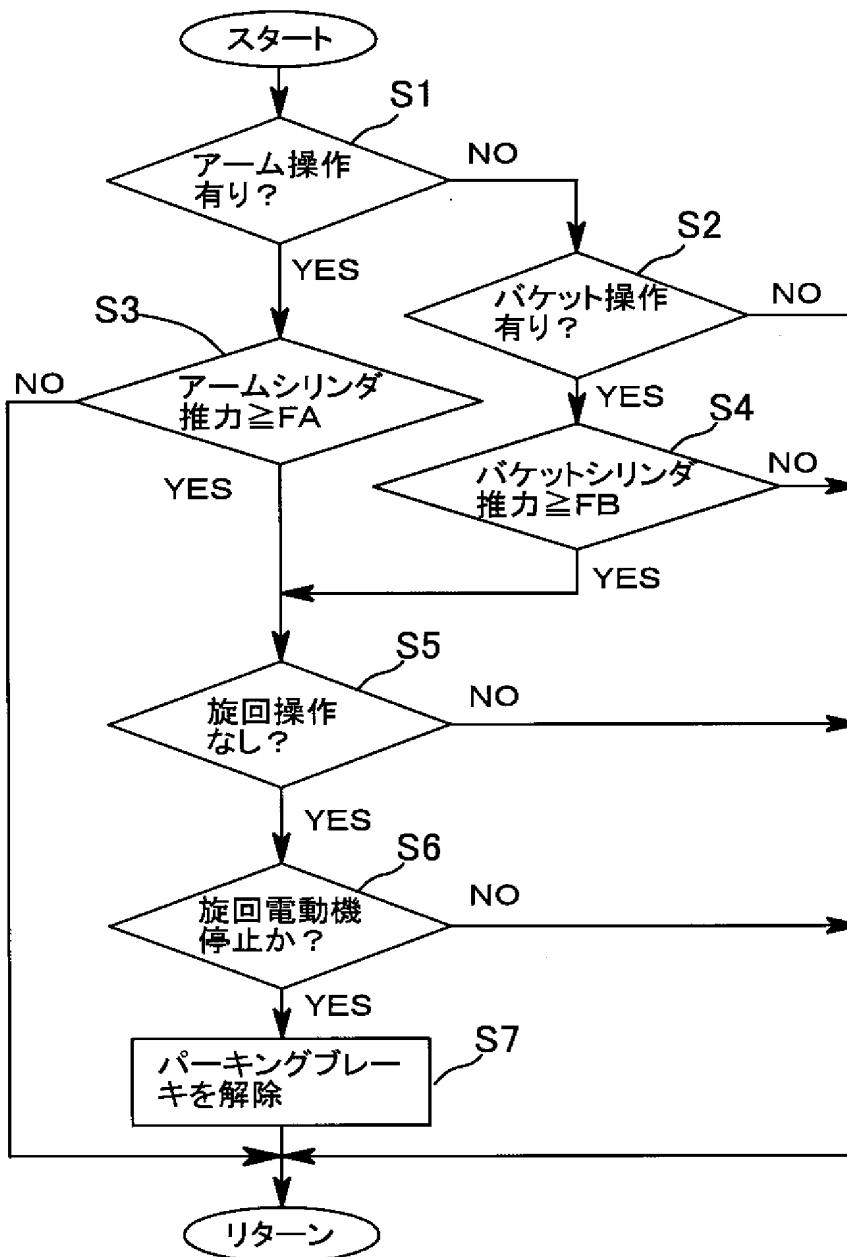 スタート
S1
アーム操作
有り？
NO
YES
S2
バケット操作
有り？
NO
YES
S3
アームシリンダ
推力≧FA
NO
YES
S4
バケットシリンダ
推力≧FB
NO
YES
S5
旋回操作
なし？
NO
YES
S6
旋回電動機
停止か？
NO
YES
S7
パーキングブレー
キを解除
リターン